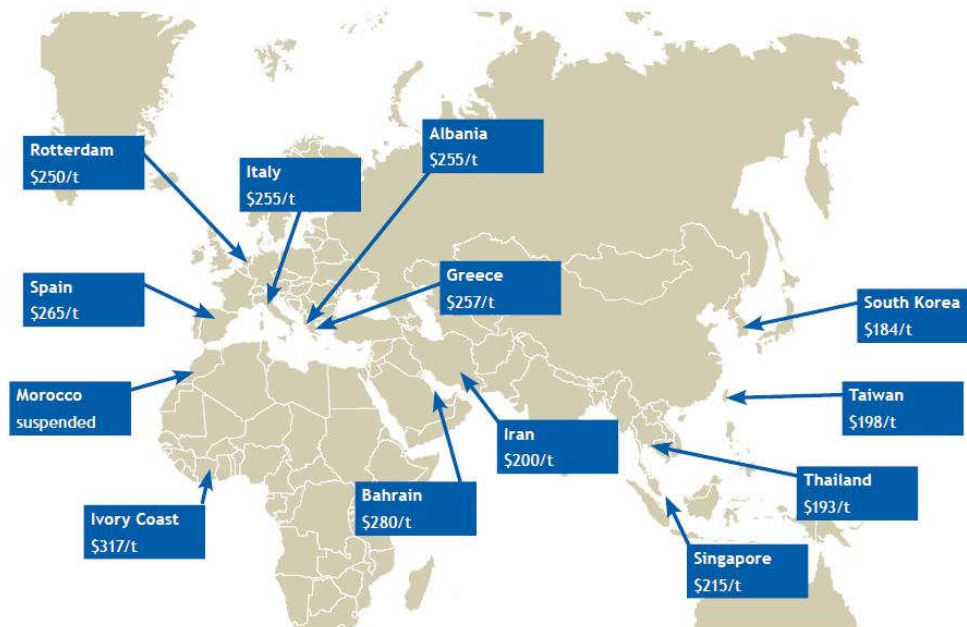 Albania
$255/t
Rotterdam
$250/t
Italy
$255/t
Greece
$257/t
Spain
$265/t
South Korea
$184/t
Morocco
suspended
Taiwan
$198/t
Iran
$200/t
Thailand
$193/t
Bahrain
$280/t
Ivory Coast
$317/t
Singapore
$215/t